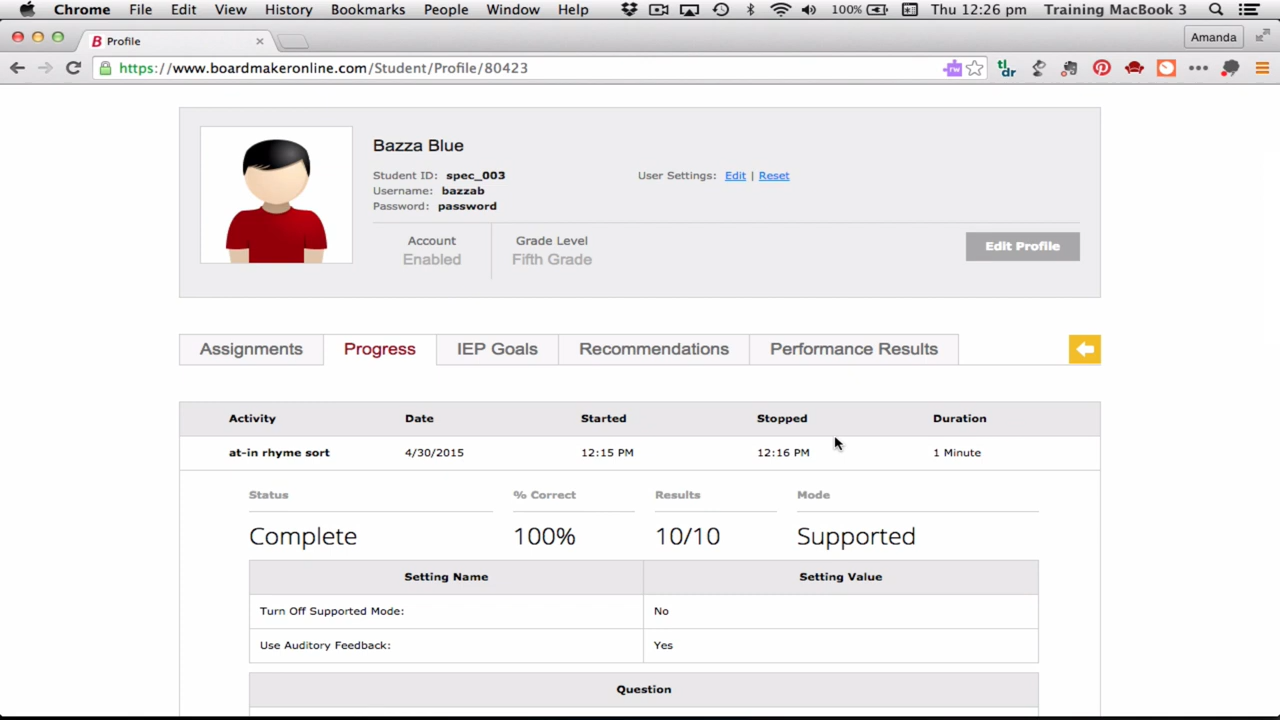 Chrome File Edit View History Bookmarks People Window Help 100% Thu 12:26 pm Training MacBook 3
B Profile × Amanda
https://www.boardmakeronline.com/Student/Profile/80423 rw tl;dr
Bazza Blue
Student ID: spec_003 User Settings: Edit | Reset
Username: bazzab
Password: password
Account Grade Level
Enabled Fifth Grade Edit Profile
Assignments Progress IEP Goals Recommendations Performance Results
Activity Date Started Stopped Duration
at-in rhyme sort 4/30/2015 12:15 PM 12:16 PM 1 Minute
Status % Correct Results Mode
Complete 100% 10/10 Supported
Setting Name Setting Value
Turn Off Supported Mode: No
Use Auditory Feedback: Yes
Question